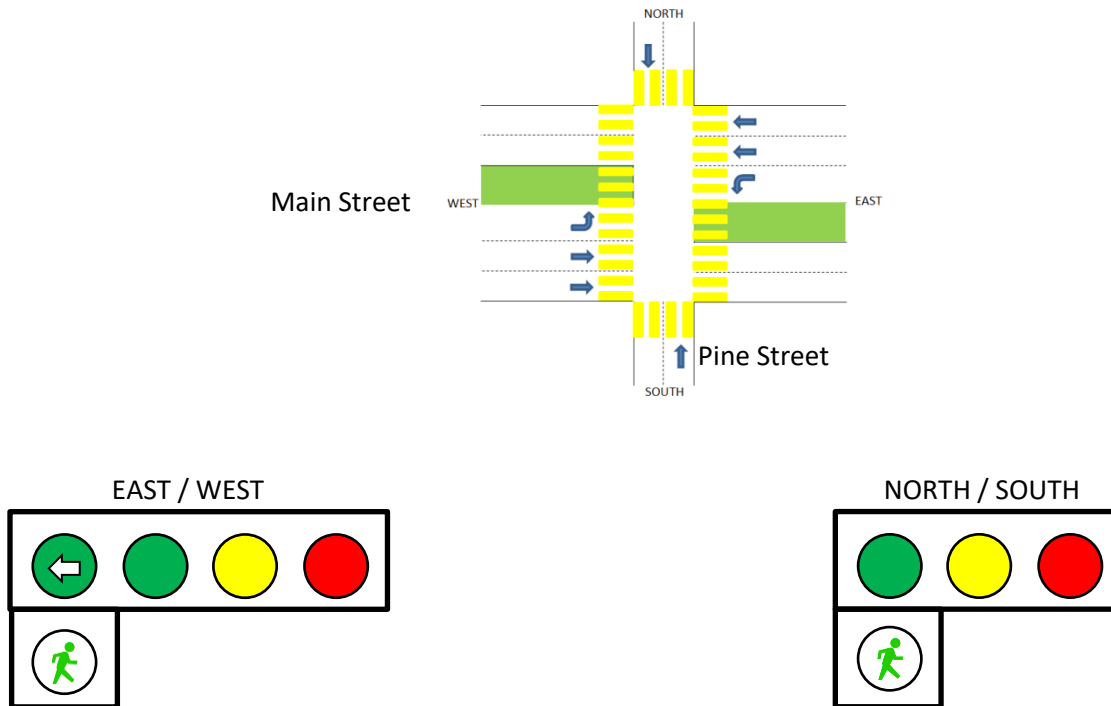 NORTH
Main Street
WEST
EAST
Pine Street
SOUTH
EAST / WEST
NORTH / SOUTH